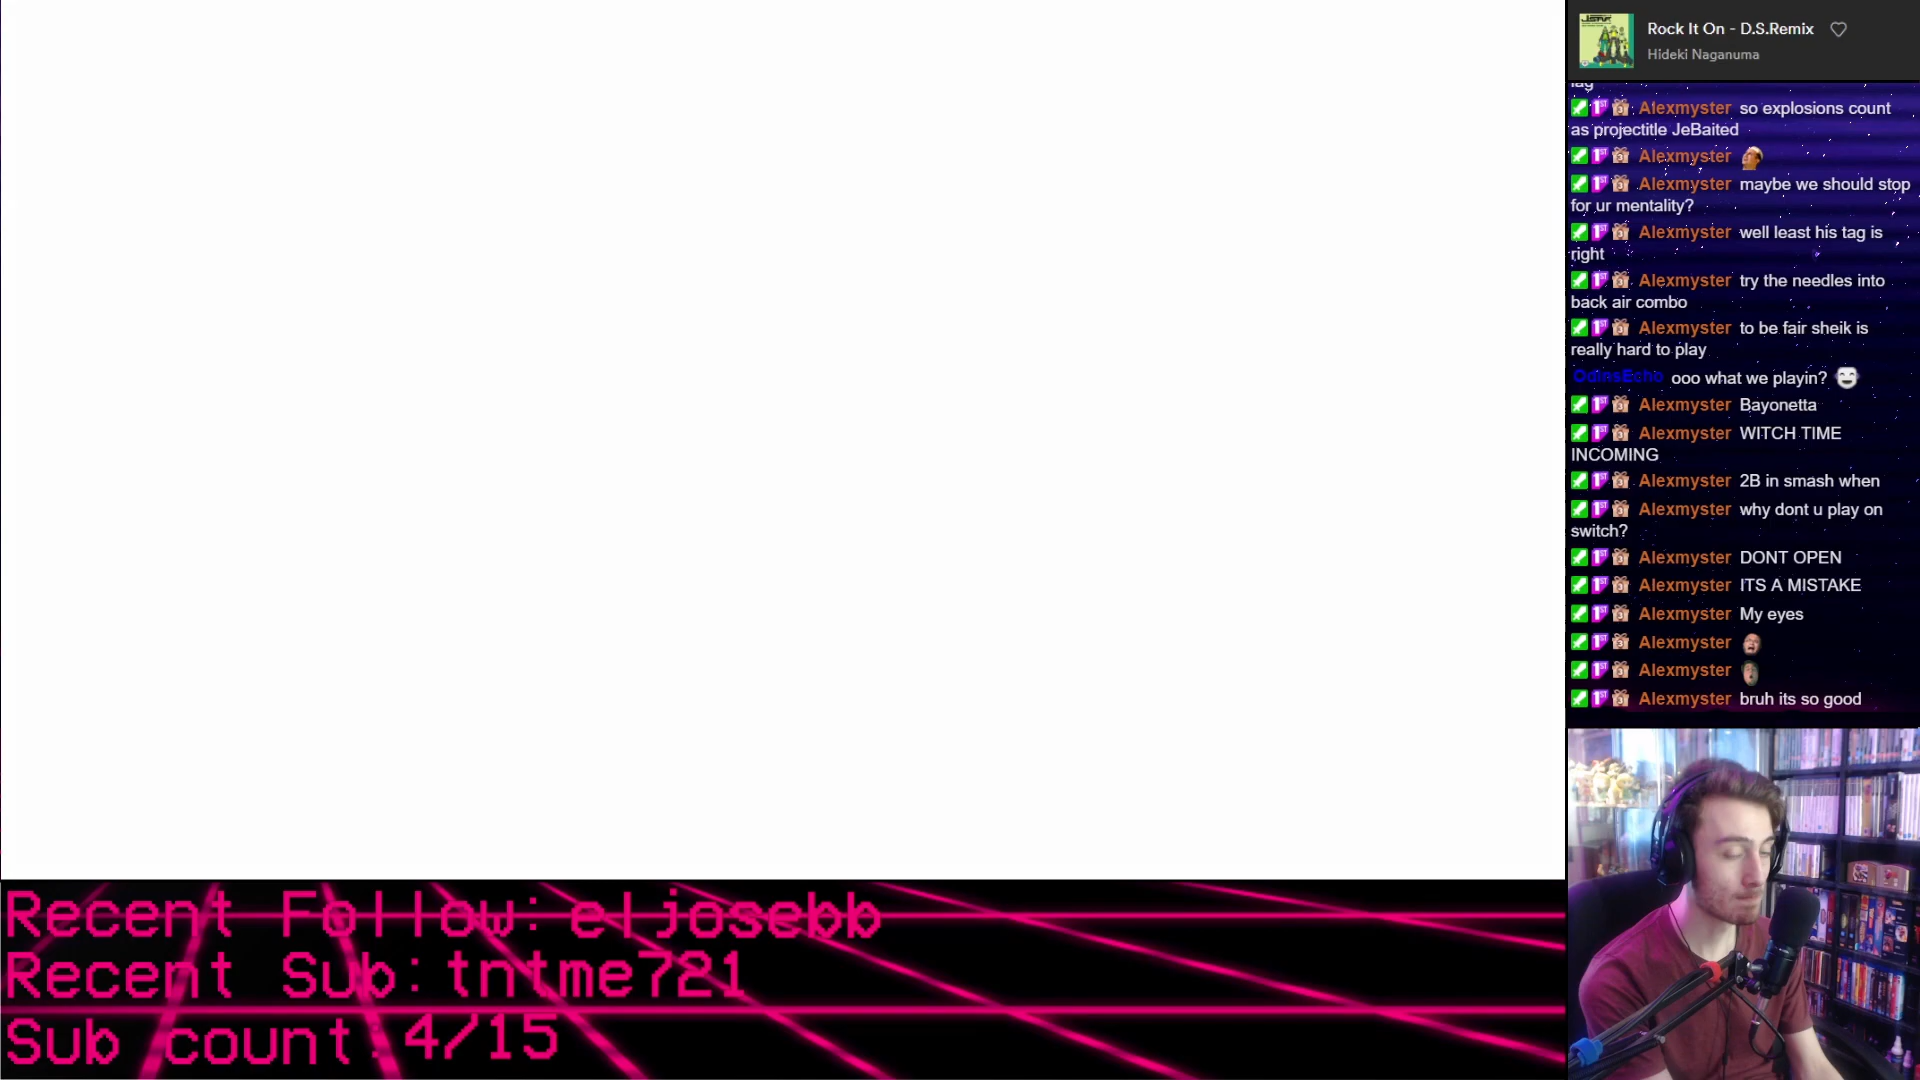 Rock It On - D.S.Remix
Hideki Naganuma
Alexmyster so explosions count
as projectitle JeBaited
Alexmyster
Alexmyster maybe we should stop
for ur mentality?
Alexmyster well least his tag is
right
Alexmyster try the needles into
back air combo
Alexmyster to be fair sheik is
really hard to play
OdinsEcho ooo what we playin?
Alexmyster Bayonetta
Alexmyster WITCH TIME
INCOMING
Alexmyster 2B in smash when
Alexmyster why dont u play on
switch?
Alexmyster DONT OPEN
Alexmyster ITS A MISTAKE
Alexmyster My eyes
Alexmyster
Alexmyster
Alexmyster bruh its so good
Recent Follow: eljosebb
Recent Sub: tntme721
Sub count: 4/15